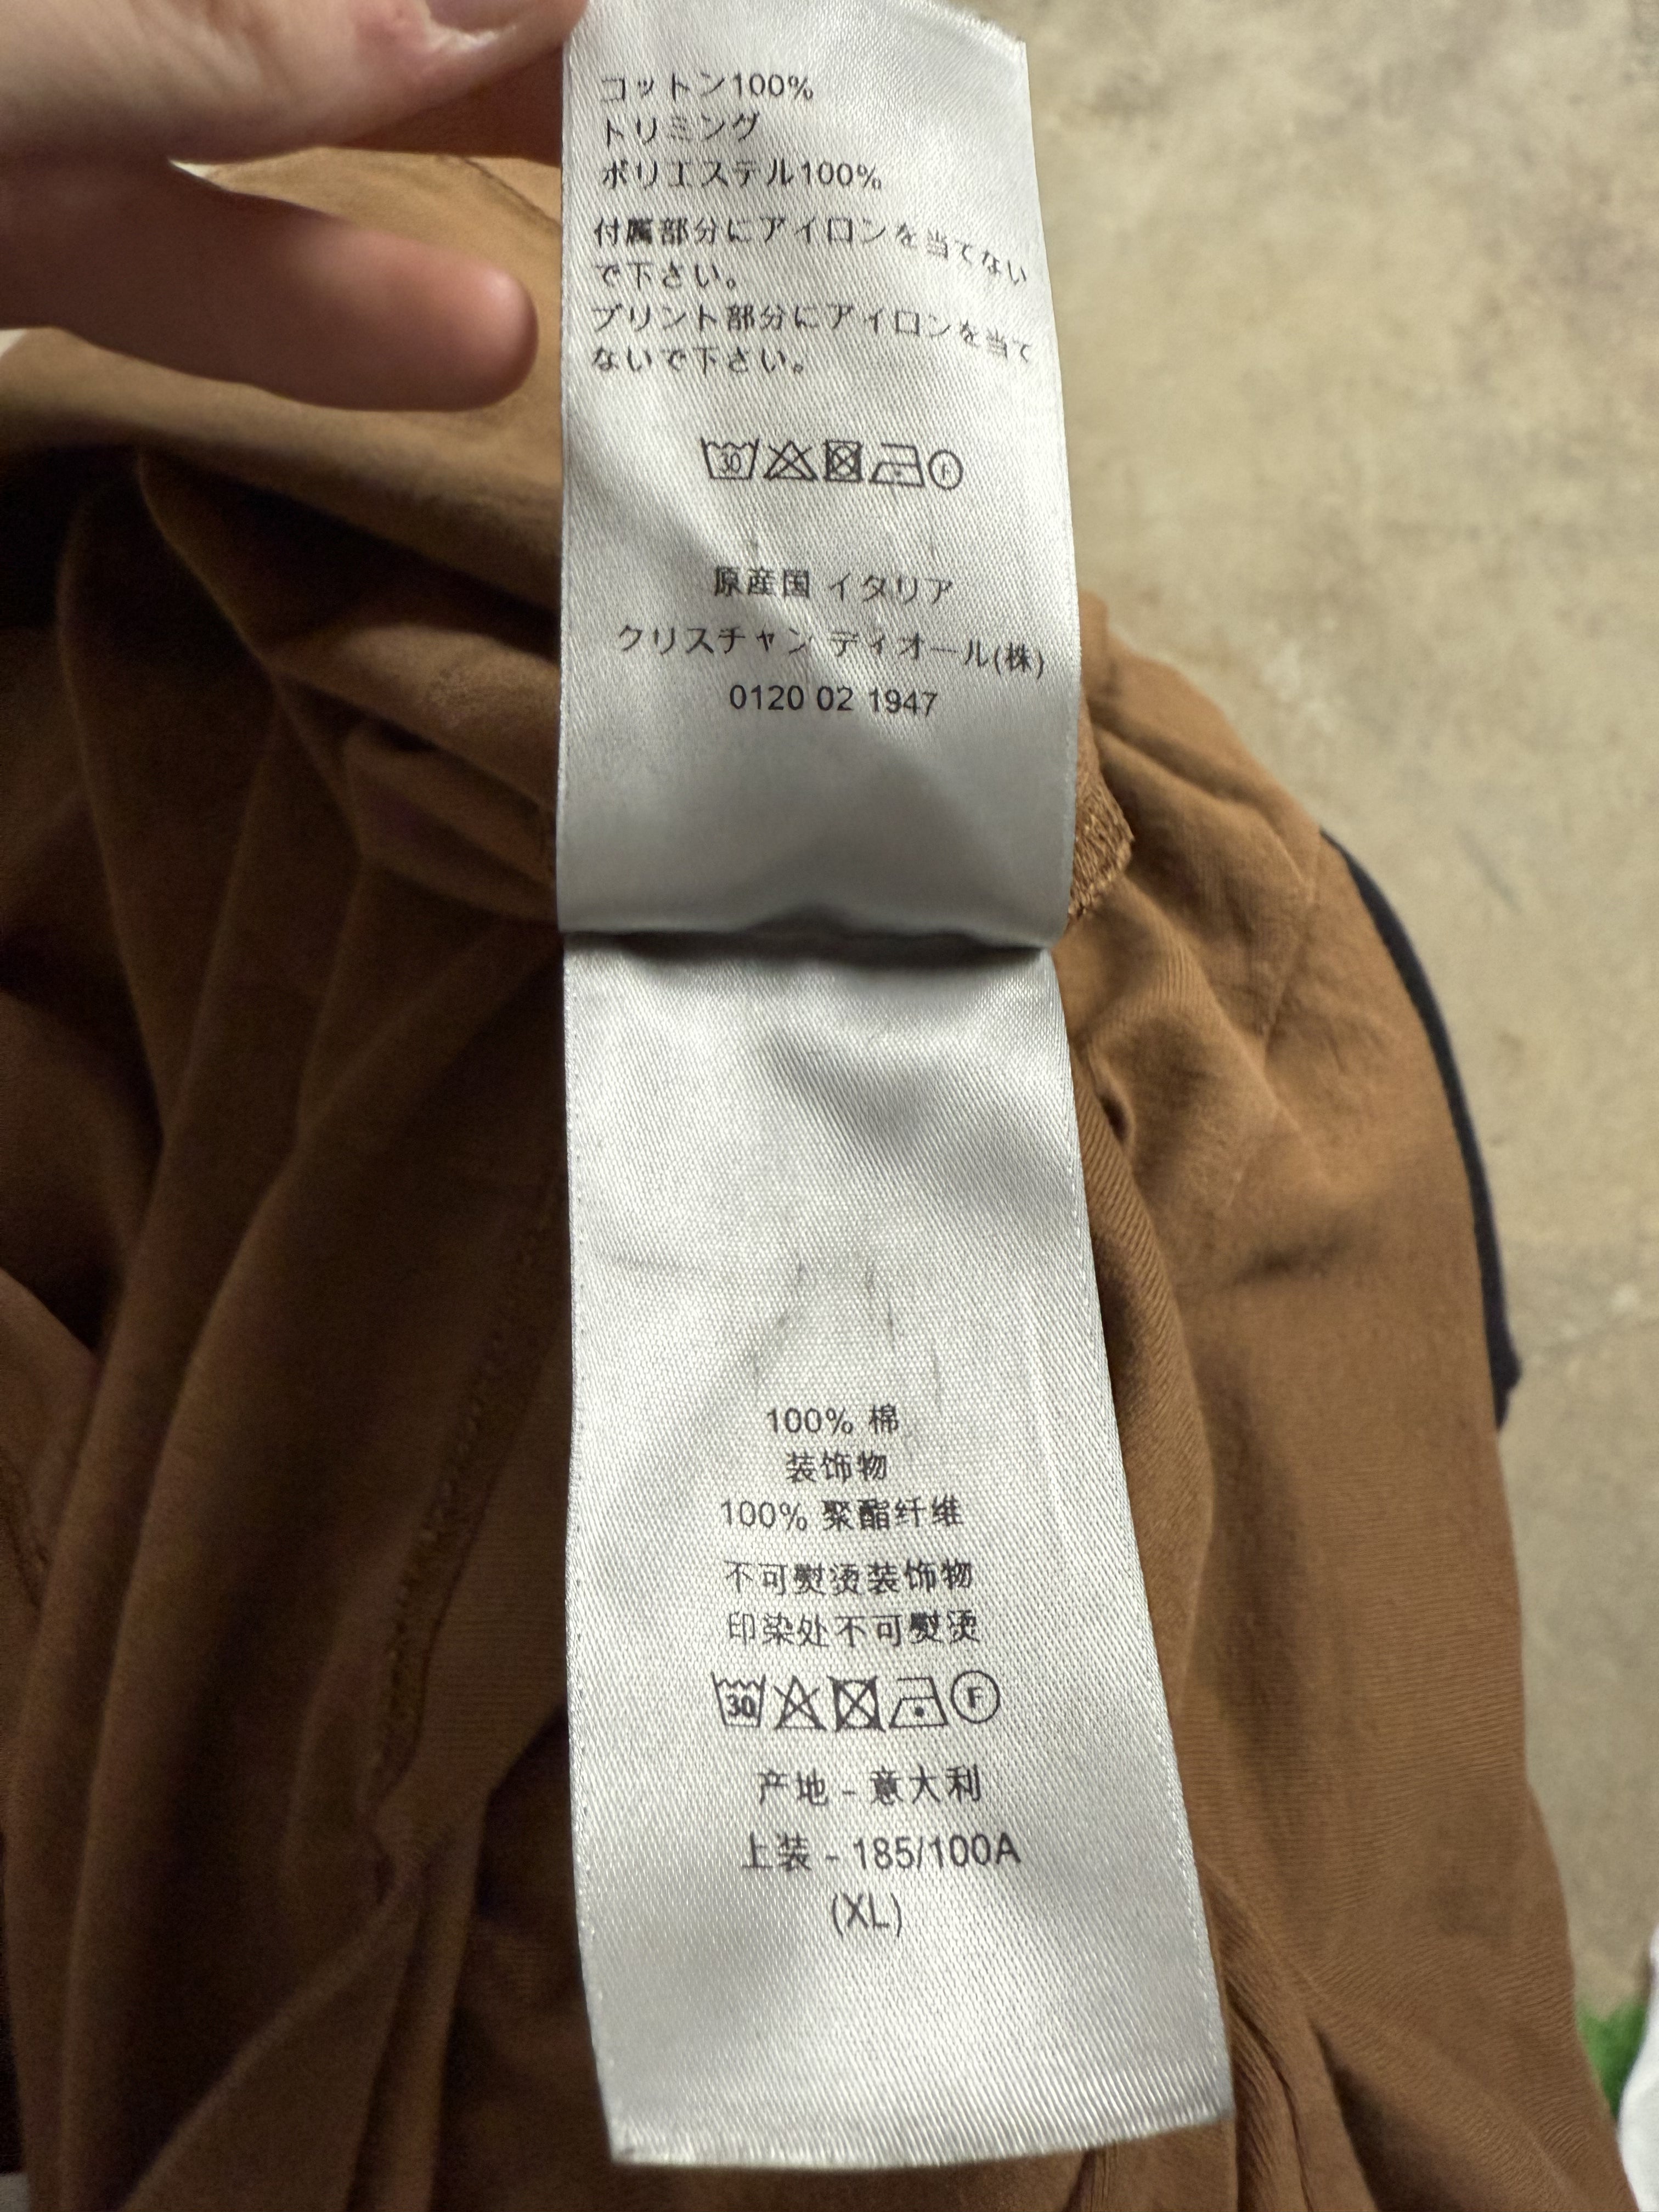 コットン100%
トリミング
ポリエステル100%
付属部分にアイロンを当てない
で下さい。
プリント部分にアイロンを当て
ないで下さい。
30 F
原産国 イタリア
クリスチャン ディオール(株)
0120 02 1947
100% 棉
装饰物
100% 聚酯纤维
不可熨烫装饰物
印染处不可熨烫
30 F
产地 - 意大利
上装 - 185/100A
(XL)